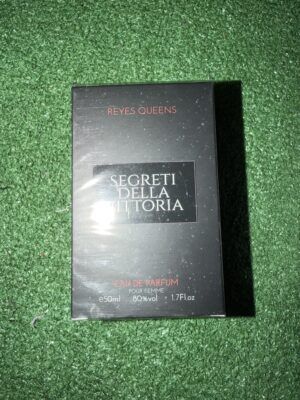 REYES QUEENS
SEGRETI
DELLA
VITTORIA
EAU DE PARFUM
POUR FEMME
e50ml 80%vol · 1.7Fl.oz